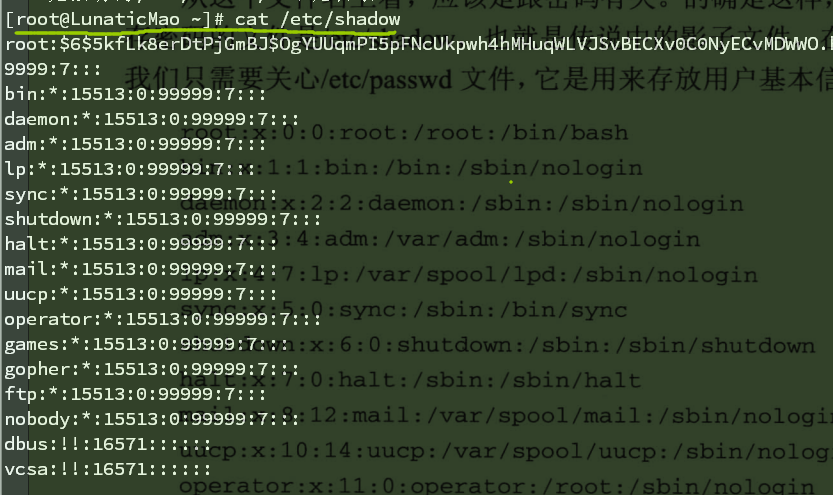 [root@LunaticMao ~]# cat /etc/shadow
root:$6$5kfLk8erDtPjGmBJ$OgYUUqmPI5pFNcUkpwh4hMHuqWLVJSvBECXv0C0NyECvMDWWO.
9999:7:::
我们只需要关心/etc/passwd 文件，它是用来存放用户基本信
bin:*:15513:0:99999:7:::
daemon:*:15513:0:99999:7:::
root:x:0:0:root:/root:/bin/bash
adm:*:15513:0:99999:7:::
lp:*:15513:0:99999:7:::
bin:x:1:1:bin:/bin:/sbin/nologin
sync:*:15513:0:99999:7:::
daemon:x:2:2:daemon:/sbin:/sbin/nologin
shutdown:*:15513:0:99999:7:::
halt:*:15513:0:99999:7:::
adm:x:3:4:adm:/var/adm:/sbin/nologin
mail:*:15513:0:99999:7:::
lp:x:4:7:lp:/var/spool/lpd:/sbin/nologin
uucp:*:15513:0:99999:7:::
sync:x:5:0:sync:/sbin:/bin/sync
operator:*:15513:0:99999:7:::
games:*:15513:0:99999:7:::
shutdown:x:6:0:shutdown:/sbin:/sbin/shutdown
gopher:*:15513:0:99999:7:::
halt:x:7:0:halt:/sbin:/sbin/halt
ftp:*:15513:0:99999:7:::
nobody:*:15513:0:99999:7:::
mail:x:8:12:mail:/var/spool/mail:/sbin/nologi
dbus:!!:16571::::::
uucp:x:10:14:uucp:/var/spool/uucp:/sbin/nolog
vcsa:!!:16571::::::
operator:x:11:0:operator:/root:/sbin/nologin